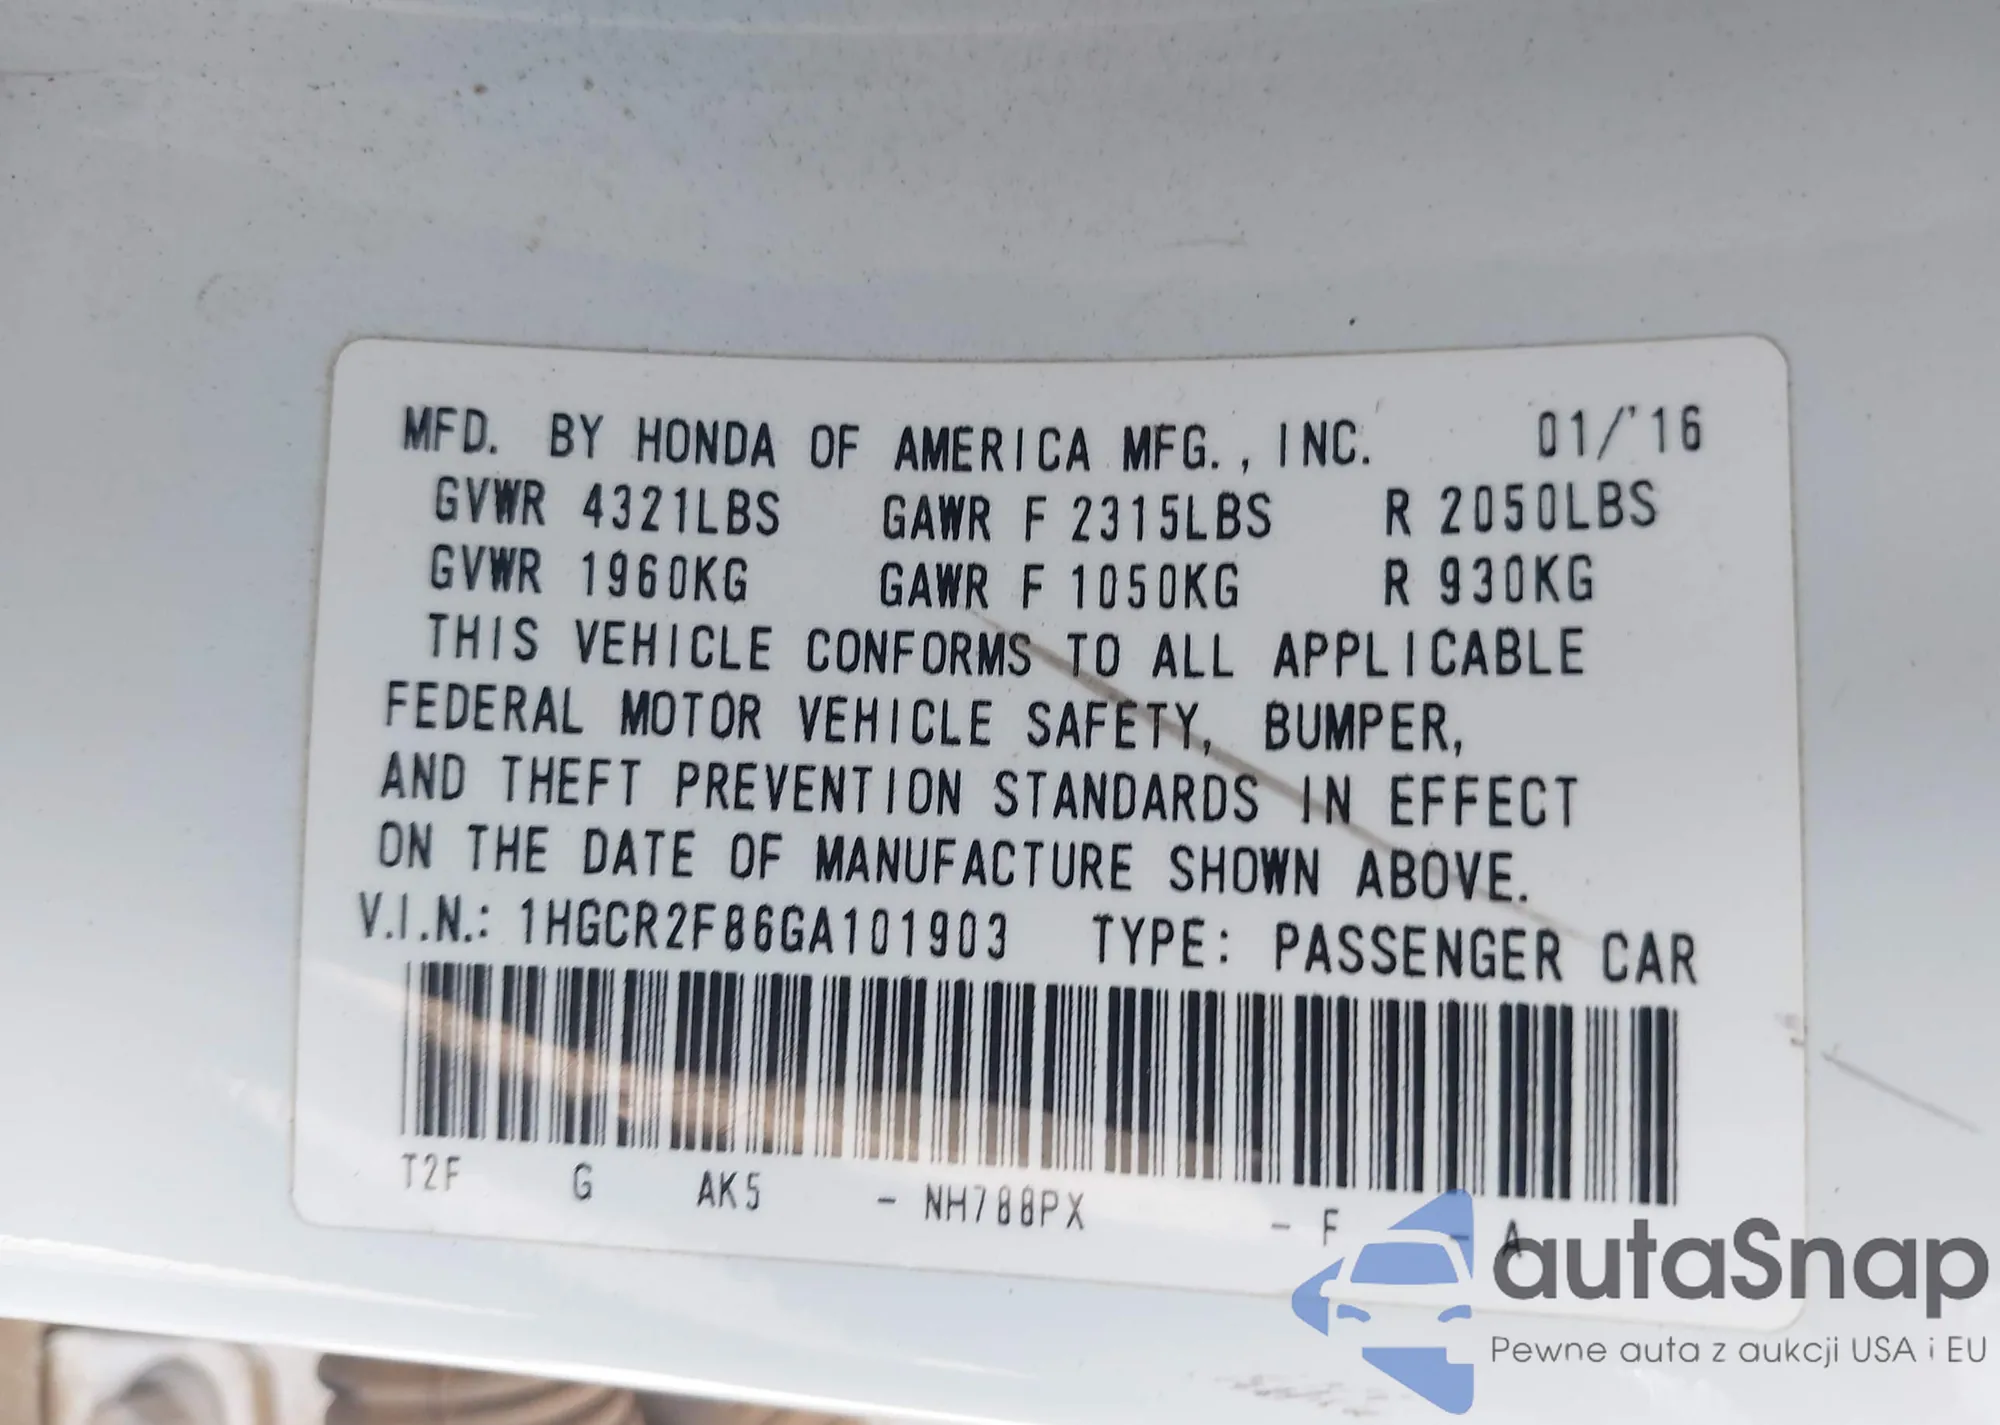 MFD. BY HONDA OF AMERICA MFG., INC. 01/'16
GVWR 4321LBS GAWR F 2315LBS R 2050LBS
GVWR 1960KG GAWR F 1050KG R 930KG
THIS VEHICLE CONFORMS TO ALL APPLICABLE
FEDERAL MOTOR VEHICLE SAFETY, BUMPER,
AND THEFT PREVENTION STANDARDS IN EFFECT
ON THE DATE OF MANUFACTURE SHOWN ABOVE.
V.I.N.: 1HGCR2F86GA101903 TYPE: PASSENGER CAR
T2F G AK5 - NH788PX - F - A
autaSnap
Pewne auta z aukcji USA i EU